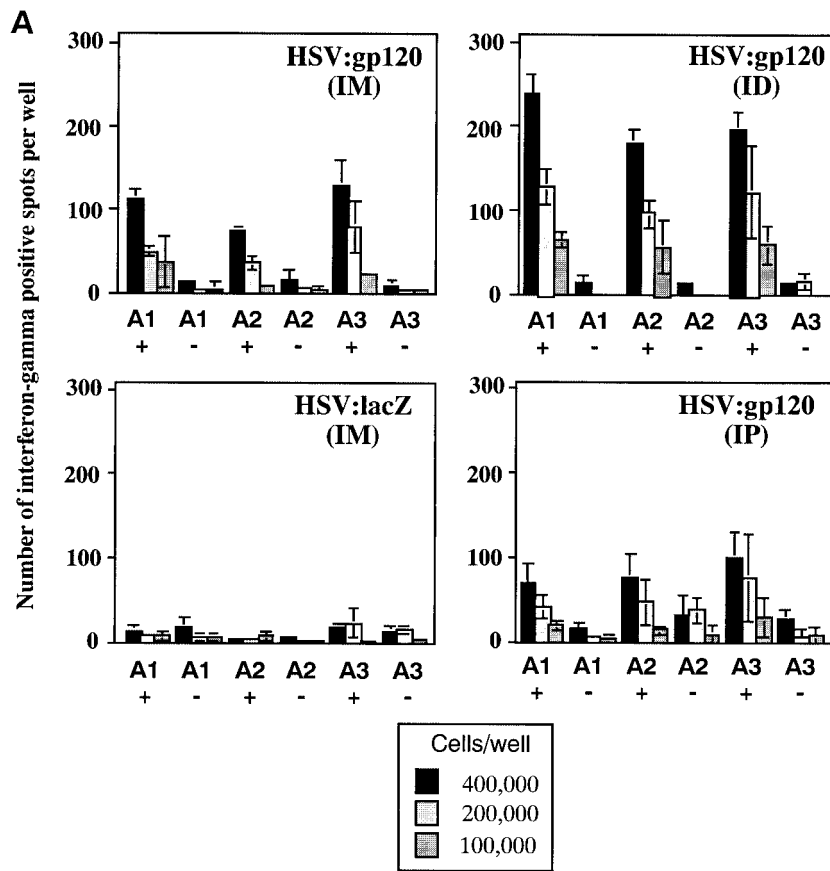 A
Number of interferon-gamma positive spots per well
300
200
100
0
HSV:gp120
(IM)
A1 A1 A2 A2 A3 A3
+ - + - + -
300
200
100
0
HSV:gp120
(ID)
A1 A1 A2 A2 A3 A3
+ - + - + -
300
200
100
0
HSV:lacZ
(IM)
A1 A1 A2 A2 A3 A3
+ - + - + -
300
200
100
0
HSV:gp120
(IP)
A1 A1 A2 A2 A3 A3
+ - + - + -
Cells/well
400,000
200,000
100,000